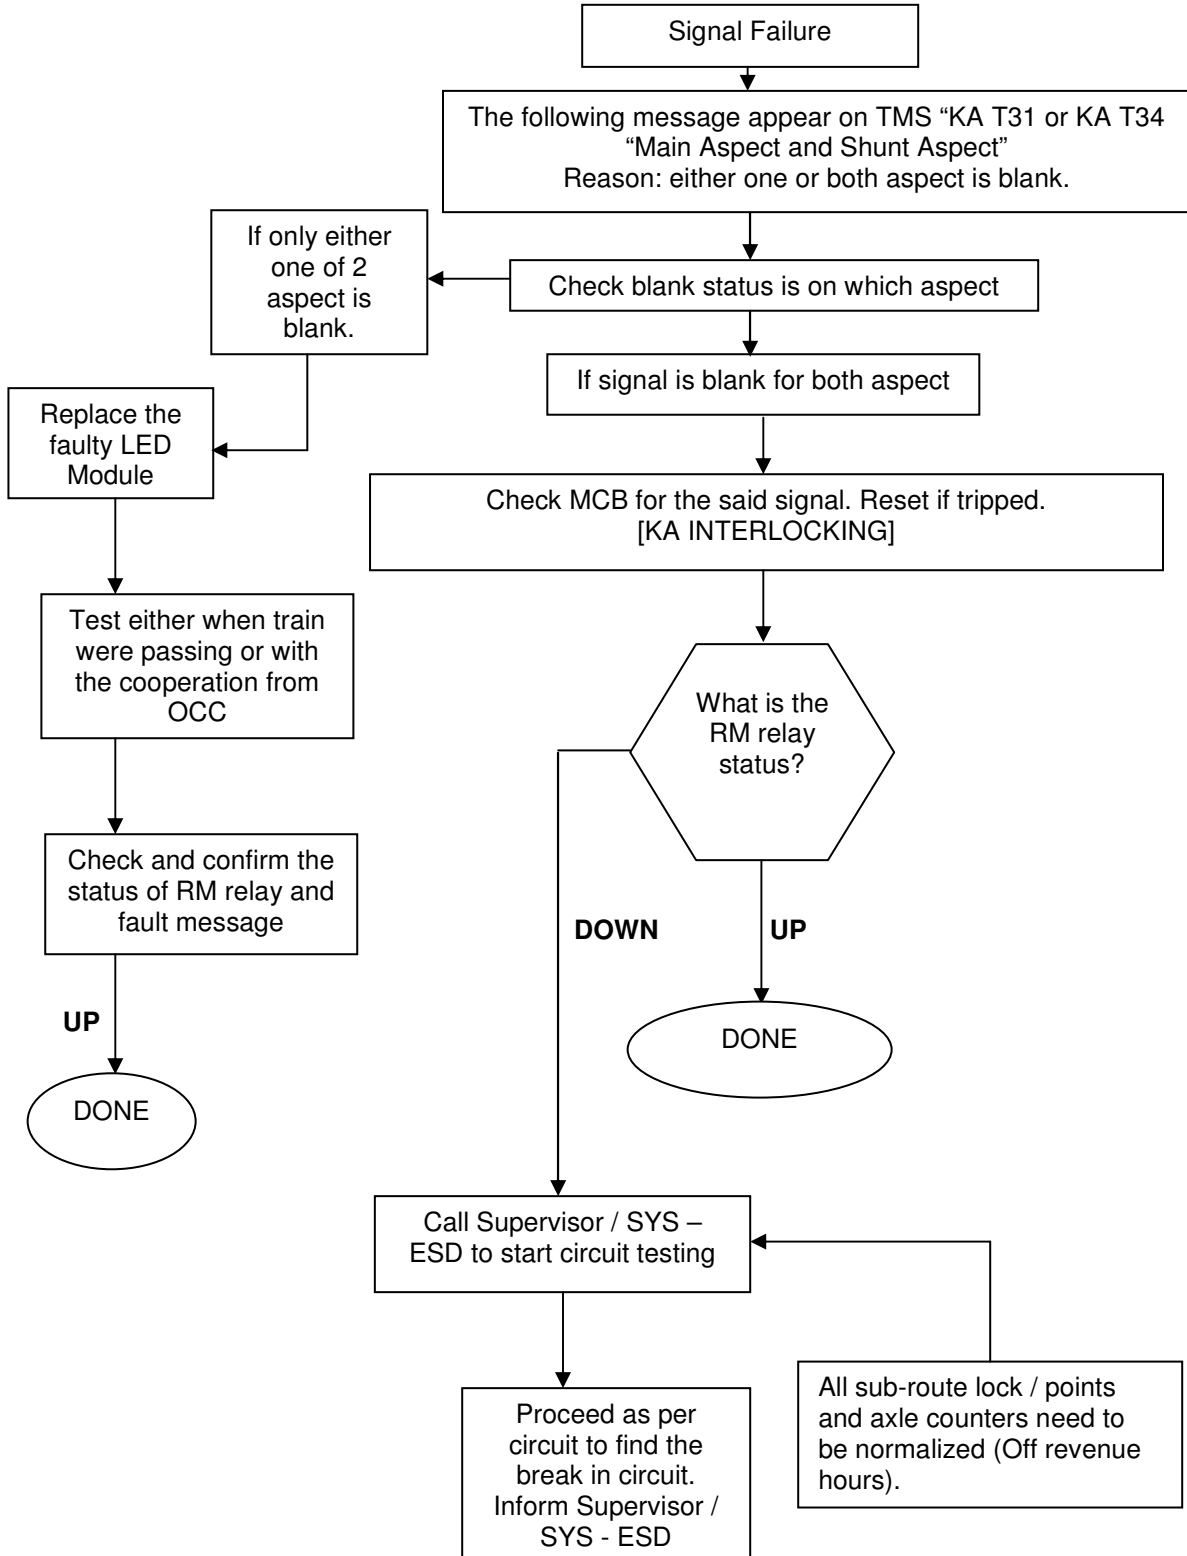 Signal Failure
The following message appear on TMS “KA T31 or KA T34
“Main Aspect and Shunt Aspect”
Reason: either one or both aspect is blank.
If only either
one of 2
aspect is
blank.
Check blank status is on which aspect
If signal is blank for both aspect
Replace the
faulty LED
Module
Check MCB for the said signal. Reset if tripped.
[KA INTERLOCKING]
Test either when train
were passing or with
the cooperation from
OCC
What is the
RM relay
status?
Check and confirm the
status of RM relay and
fault message
DOWN
UP
UP
DONE
DONE
Call Supervisor / SYS –
ESD to start circuit testing
All sub-route lock / points
and axle counters need to
be normalized (Off revenue
hours).
Proceed as per
circuit to find the
break in circuit.
Inform Supervisor /
SYS - ESD